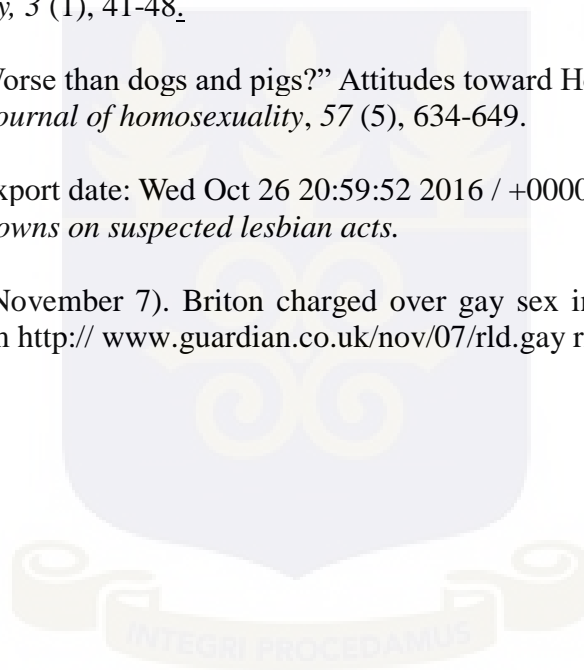 y, 3 (1), 41-48.
orse than dogs and pigs?” Attitudes toward H
ournal of homosexuality, 57 (5), 634-649.
xport date: Wed Oct 26 20:59:52 2016 / +0000
owns on suspected lesbian acts.
November 7). Briton charged over gay sex in
http:// www.guardian.co.uk/nov/07/rld.gay r
INTEGRI PROCEDAMUS